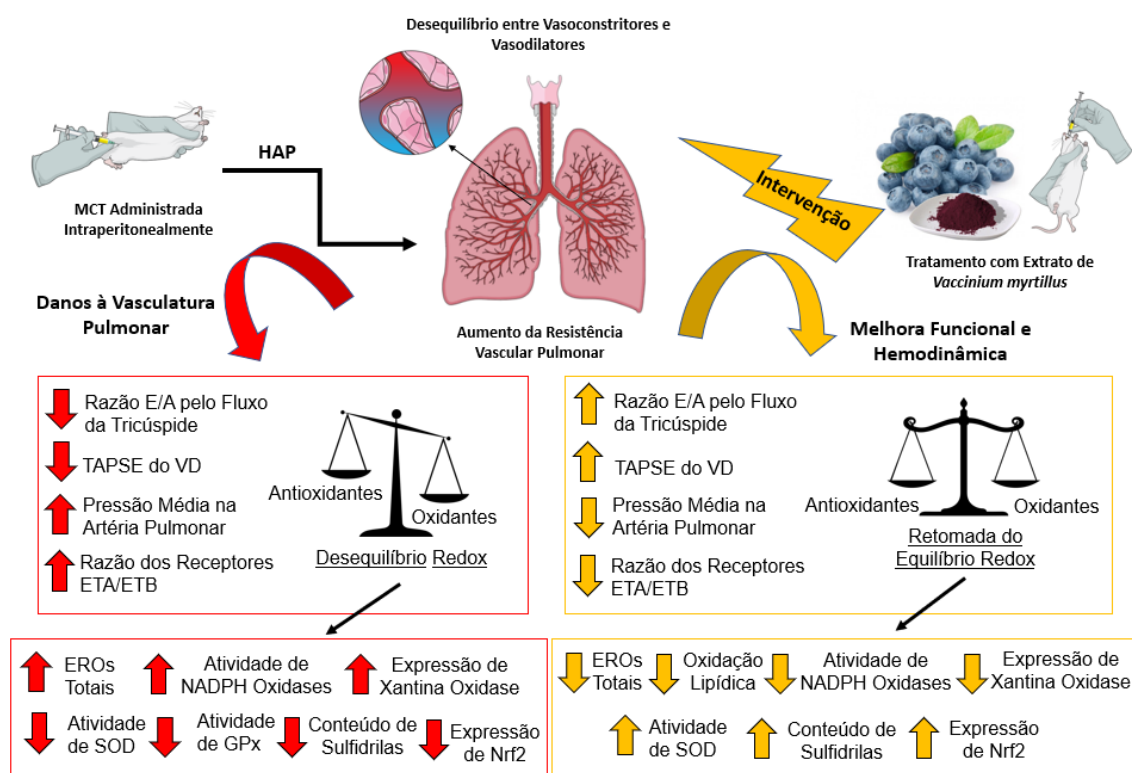 Desequilíbrio entre Vasoconstritores e
Vasodilatores
HAP
MCT Administrada
Intraperitonealmente
Intervenção
Tratamento com Extrato de
Vaccinium myrtillus
Danos à Vasculatura
Pulmonar
Aumento da Resistência
Vascular Pulmonar
Melhora Funcional e
Hemodinâmica
Razão E/A pelo Fluxo
da Tricúspide
TAPSE do VD
Pressão Média na
Artéria Pulmonar
Razão dos Receptores
ETA/ETB
Antioxidantes
Oxidantes
Desequilíbrio Redox
Razão E/A pelo Fluxo
da Tricúspide
TAPSE do VD
Pressão Média na
Artéria Pulmonar
Razão dos Receptores
ETA/ETB
Antioxidantes
Oxidantes
Retomada do
Equilíbrio Redox
EROs
Totais
Atividade de
NADPH Oxidases
Expressão de
Xantina Oxidase
Atividade
de SOD
Atividade
de GPx
Conteúdo de
Sulfidrilas
Expressão
de Nrf2
EROs
Totais
Oxidação
Lipídica
Atividade de
NADPH Oxidases
Expressão de
Xantina Oxidase
Atividade
de SOD
Conteúdo de
Sulfidrilas
Expressão
de Nrf2